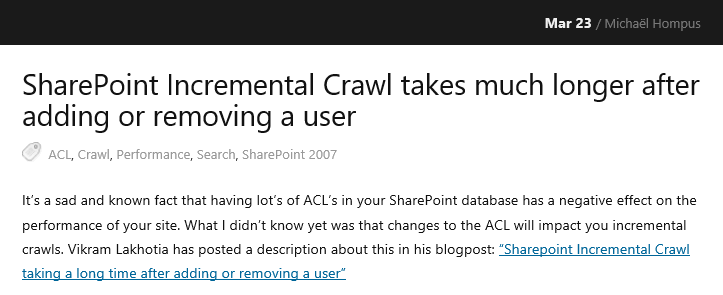 Mar 23 / Michaël Hompus
SharePoint Incremental Crawl takes much longer after
adding or removing a user
ACL, Crawl, Performance, Search, SharePoint 2007
It’s a sad and known fact that having lot’s of ACL’s in your SharePoint database has a negative effect on the
performance of your site. What I didn’t know yet was that changes to the ACL will impact you incremental
crawls. Vikram Lakhotia has posted a description about this in his blogpost: “Sharepoint Incremental Crawl
taking a long time after adding or removing a user”